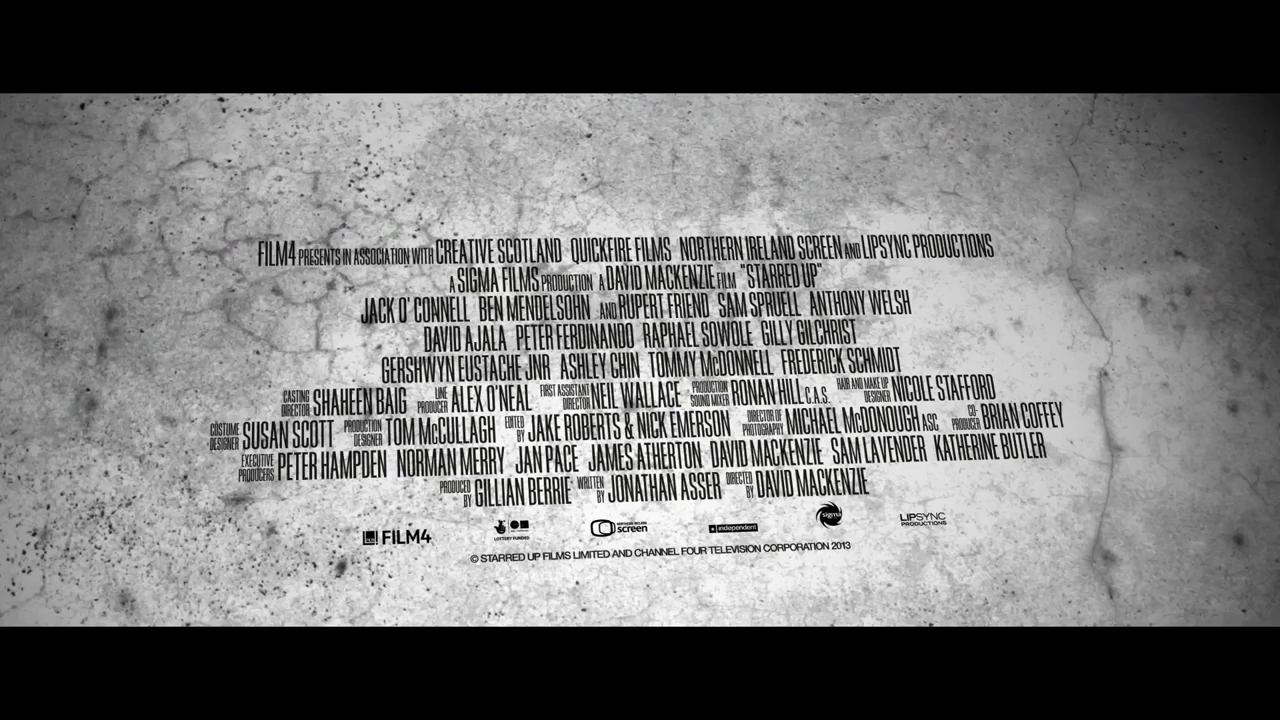 FILM4 PRESENTS IN ASSOCIATION WITH CREATIVE SCOTLAND QUICKFIRE FILMS NORTHERN IRELAND SCREEN AND LIPSYNC PRODUCTIONS
A SIGMA FILMS PRODUCTION A DAVID MACKENZIE FILM "STARRED UP"
JACK O' CONNELL BEN MENDELSOHN AND RUPERT FRIEND SAM SPRUELL ANTHONY WELSH
DAVID AJALA PETER FERDINANDO RAPHAEL SOWOLE GILLY GILCHRIST
GERSHWYN EUSTACHE JNR ASHLEY CHIN TOMMY McDONNELL FREDERICK SCHMIDT
CASTING DIRECTOR SHAHEEN BAIG LINE PRODUCER ALEX O'NEAL FIRST ASSISTANT DIRECTOR NEIL WALLACE PRODUCTION SOUND MIXER RONAN HILL C.A.S. HAIR AND MAKE UP DESIGNER NICOLE STAFFORD
COSTUME DESIGNER SUSAN SCOTT PRODUCTION DESIGNER TOM McCULLAGH EDITED BY JAKE ROBERTS & NICK EMERSON DIRECTOR OF PHOTOGRAPHY MICHAEL McDONOUGH ASC CO-PRODUCER BRIAN COFFEY
EXECUTIVE PRODUCERS PETER HAMPDEN NORMAN MERRY JAN PACE JAMES ATHERTON DAVID MACKENZIE SAM LAVENDER KATHERINE BUTLER
PRODUCED BY GILLIAN BERRIE WRITTEN BY JONATHAN ASSER DIRECTED BY DAVID MACKENZIE
FILM4 LOTTERY FUNDED NORTHERN IRELAND screen independent sigma LIPSYNC PRODUCTIONS
© STARRED UP FILMS LIMITED AND CHANNEL FOUR TELEVISION CORPORATION 2013